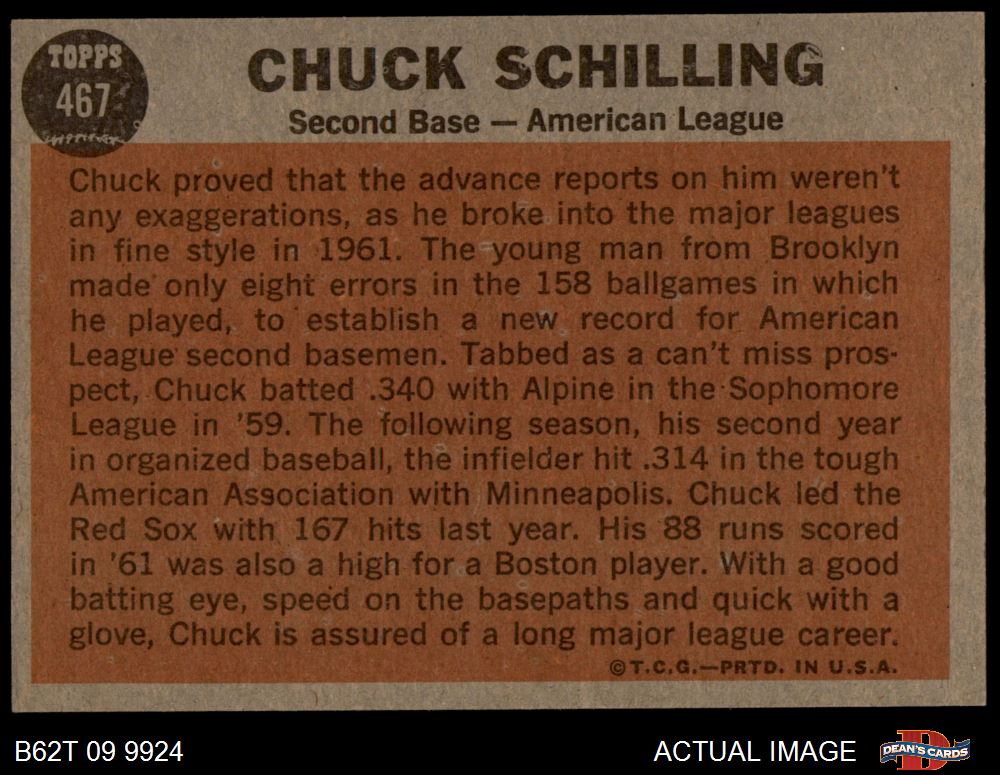 TOPPS
467
CHUCK SCHILLING
Second Base — American League
Chuck proved that the advance reports on him weren't
any exaggerations, as he broke into the major leagues
in fine style in 1961. The young man from Brooklyn
made only eight errors in the 158 ballgames in which
he played, to establish a new record for American
League second basemen. Tabbed as a can't miss pros-
pect, Chuck batted .340 with Alpine in the Sophomore
League in '59. The following season, his second year
in organized baseball, the infielder hit .314 in the tough
American Association with Minneapolis. Chuck led the
Red Sox with 167 hits last year. His 88 runs scored
in '61 was also a high for a Boston player. With a good
batting eye, speed on the basepaths and quick with a
glove, Chuck is assured of a long major league career.
©T.C.G.—PRTD. IN U.S.A.
B62T 09 9924
ACTUAL IMAGE
DEAN'S CARDS